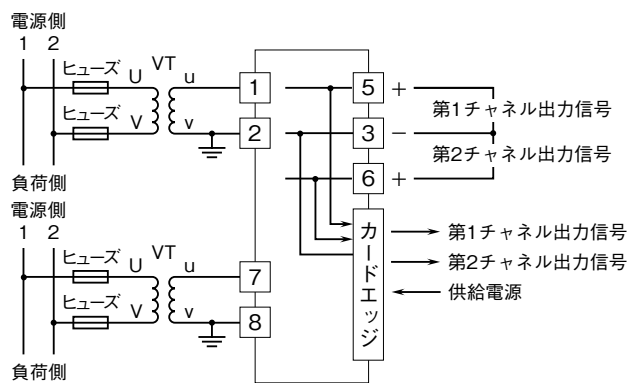 電源側
1 2
ヒューズ U VT u 1 5 +
第1チャネル出力信号
ヒューズ V v 2 3 −
第2チャネル出力信号
6 +
負荷側
電源側
1 2
カードエッジ
第1チャネル出力信号
第2チャネル出力信号
供給電源
ヒューズ U VT u 7
ヒューズ V v 8
負荷側